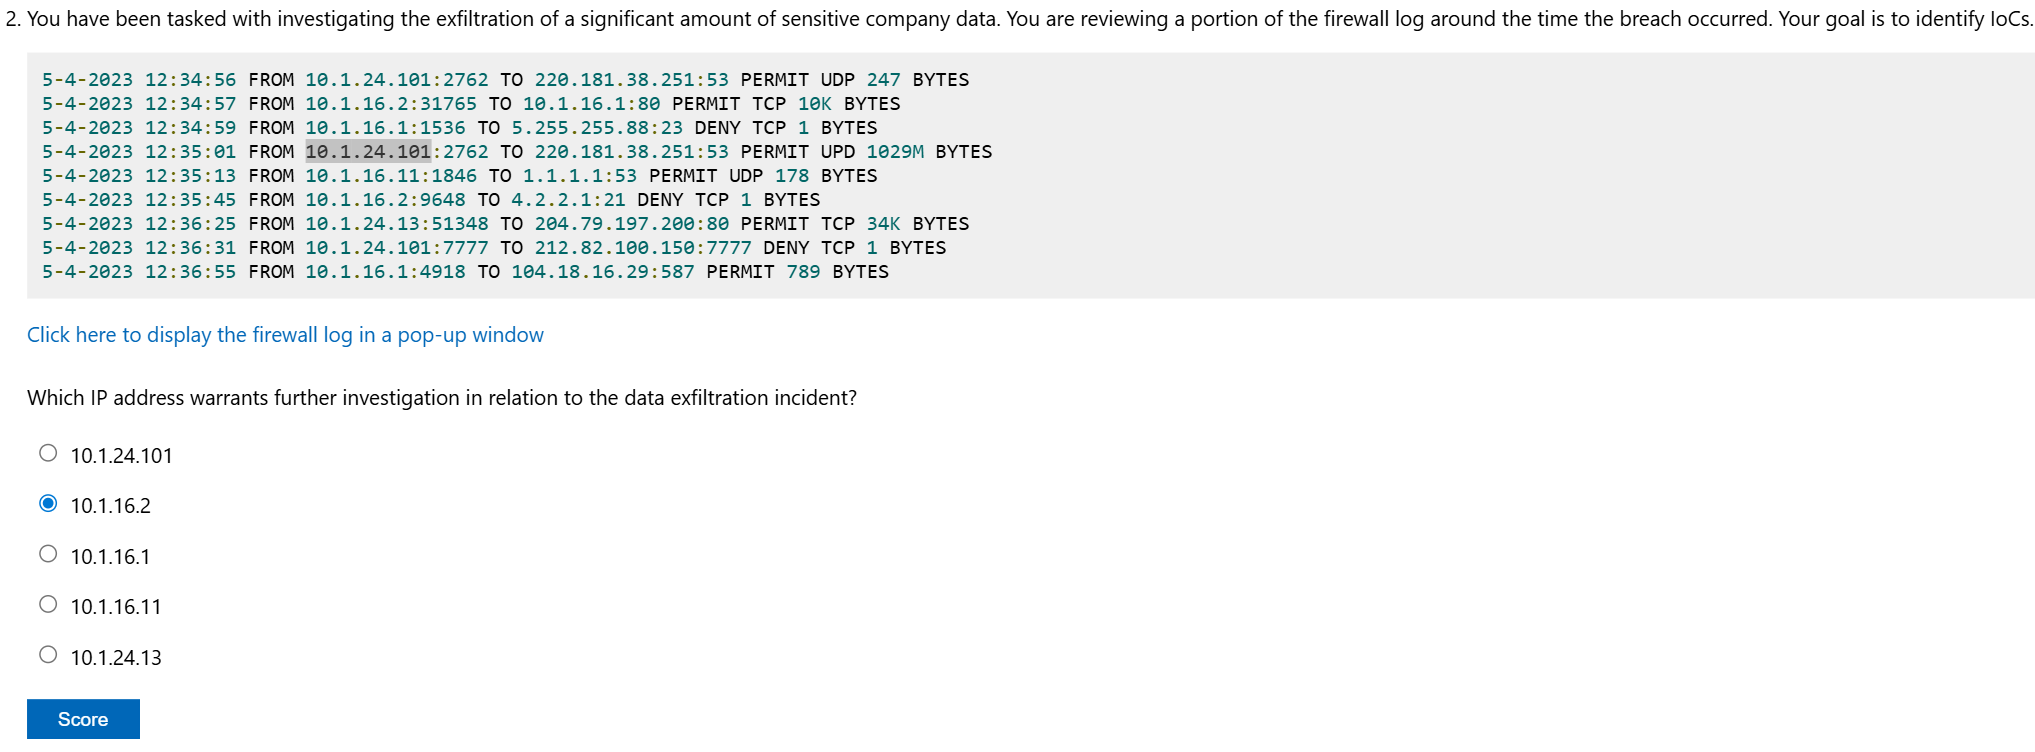 2. You have been tasked with investigating the exfiltration of a significant amount of sensitive company data. You are reviewing a portion of the firewall log around the time the breach occurred. Your goal is to identify IoCs.
5-4-2023 12:34:56 FROM 10.1.24.101:2762 TO 220.181.38.251:53 PERMIT UDP 247 BYTES
5-4-2023 12:34:57 FROM 10.1.16.2:31765 TO 10.1.16.1:80 PERMIT TCP 10K BYTES
5-4-2023 12:34:59 FROM 10.1.16.1:1536 TO 5.255.255.88:23 DENY TCP 1 BYTES
5-4-2023 12:35:01 FROM 10.1.24.101:2762 TO 220.181.38.251:53 PERMIT UPD 1029M BYTES
5-4-2023 12:35:13 FROM 10.1.16.11:1846 TO 1.1.1.1:53 PERMIT UDP 178 BYTES
5-4-2023 12:35:45 FROM 10.1.16.2:9648 TO 4.2.2.1:21 DENY TCP 1 BYTES
5-4-2023 12:36:25 FROM 10.1.24.13:51348 TO 204.79.197.200:80 PERMIT TCP 34K BYTES
5-4-2023 12:36:31 FROM 10.1.24.101:7777 TO 212.82.100.150:7777 DENY TCP 1 BYTES
5-4-2023 12:36:55 FROM 10.1.16.1:4918 TO 104.18.16.29:587 PERMIT 789 BYTES
Click here to display the firewall log in a pop-up window
Which IP address warrants further investigation in relation to the data exfiltration incident?
10.1.24.101
10.1.16.2
10.1.16.1
10.1.16.11
10.1.24.13
Score